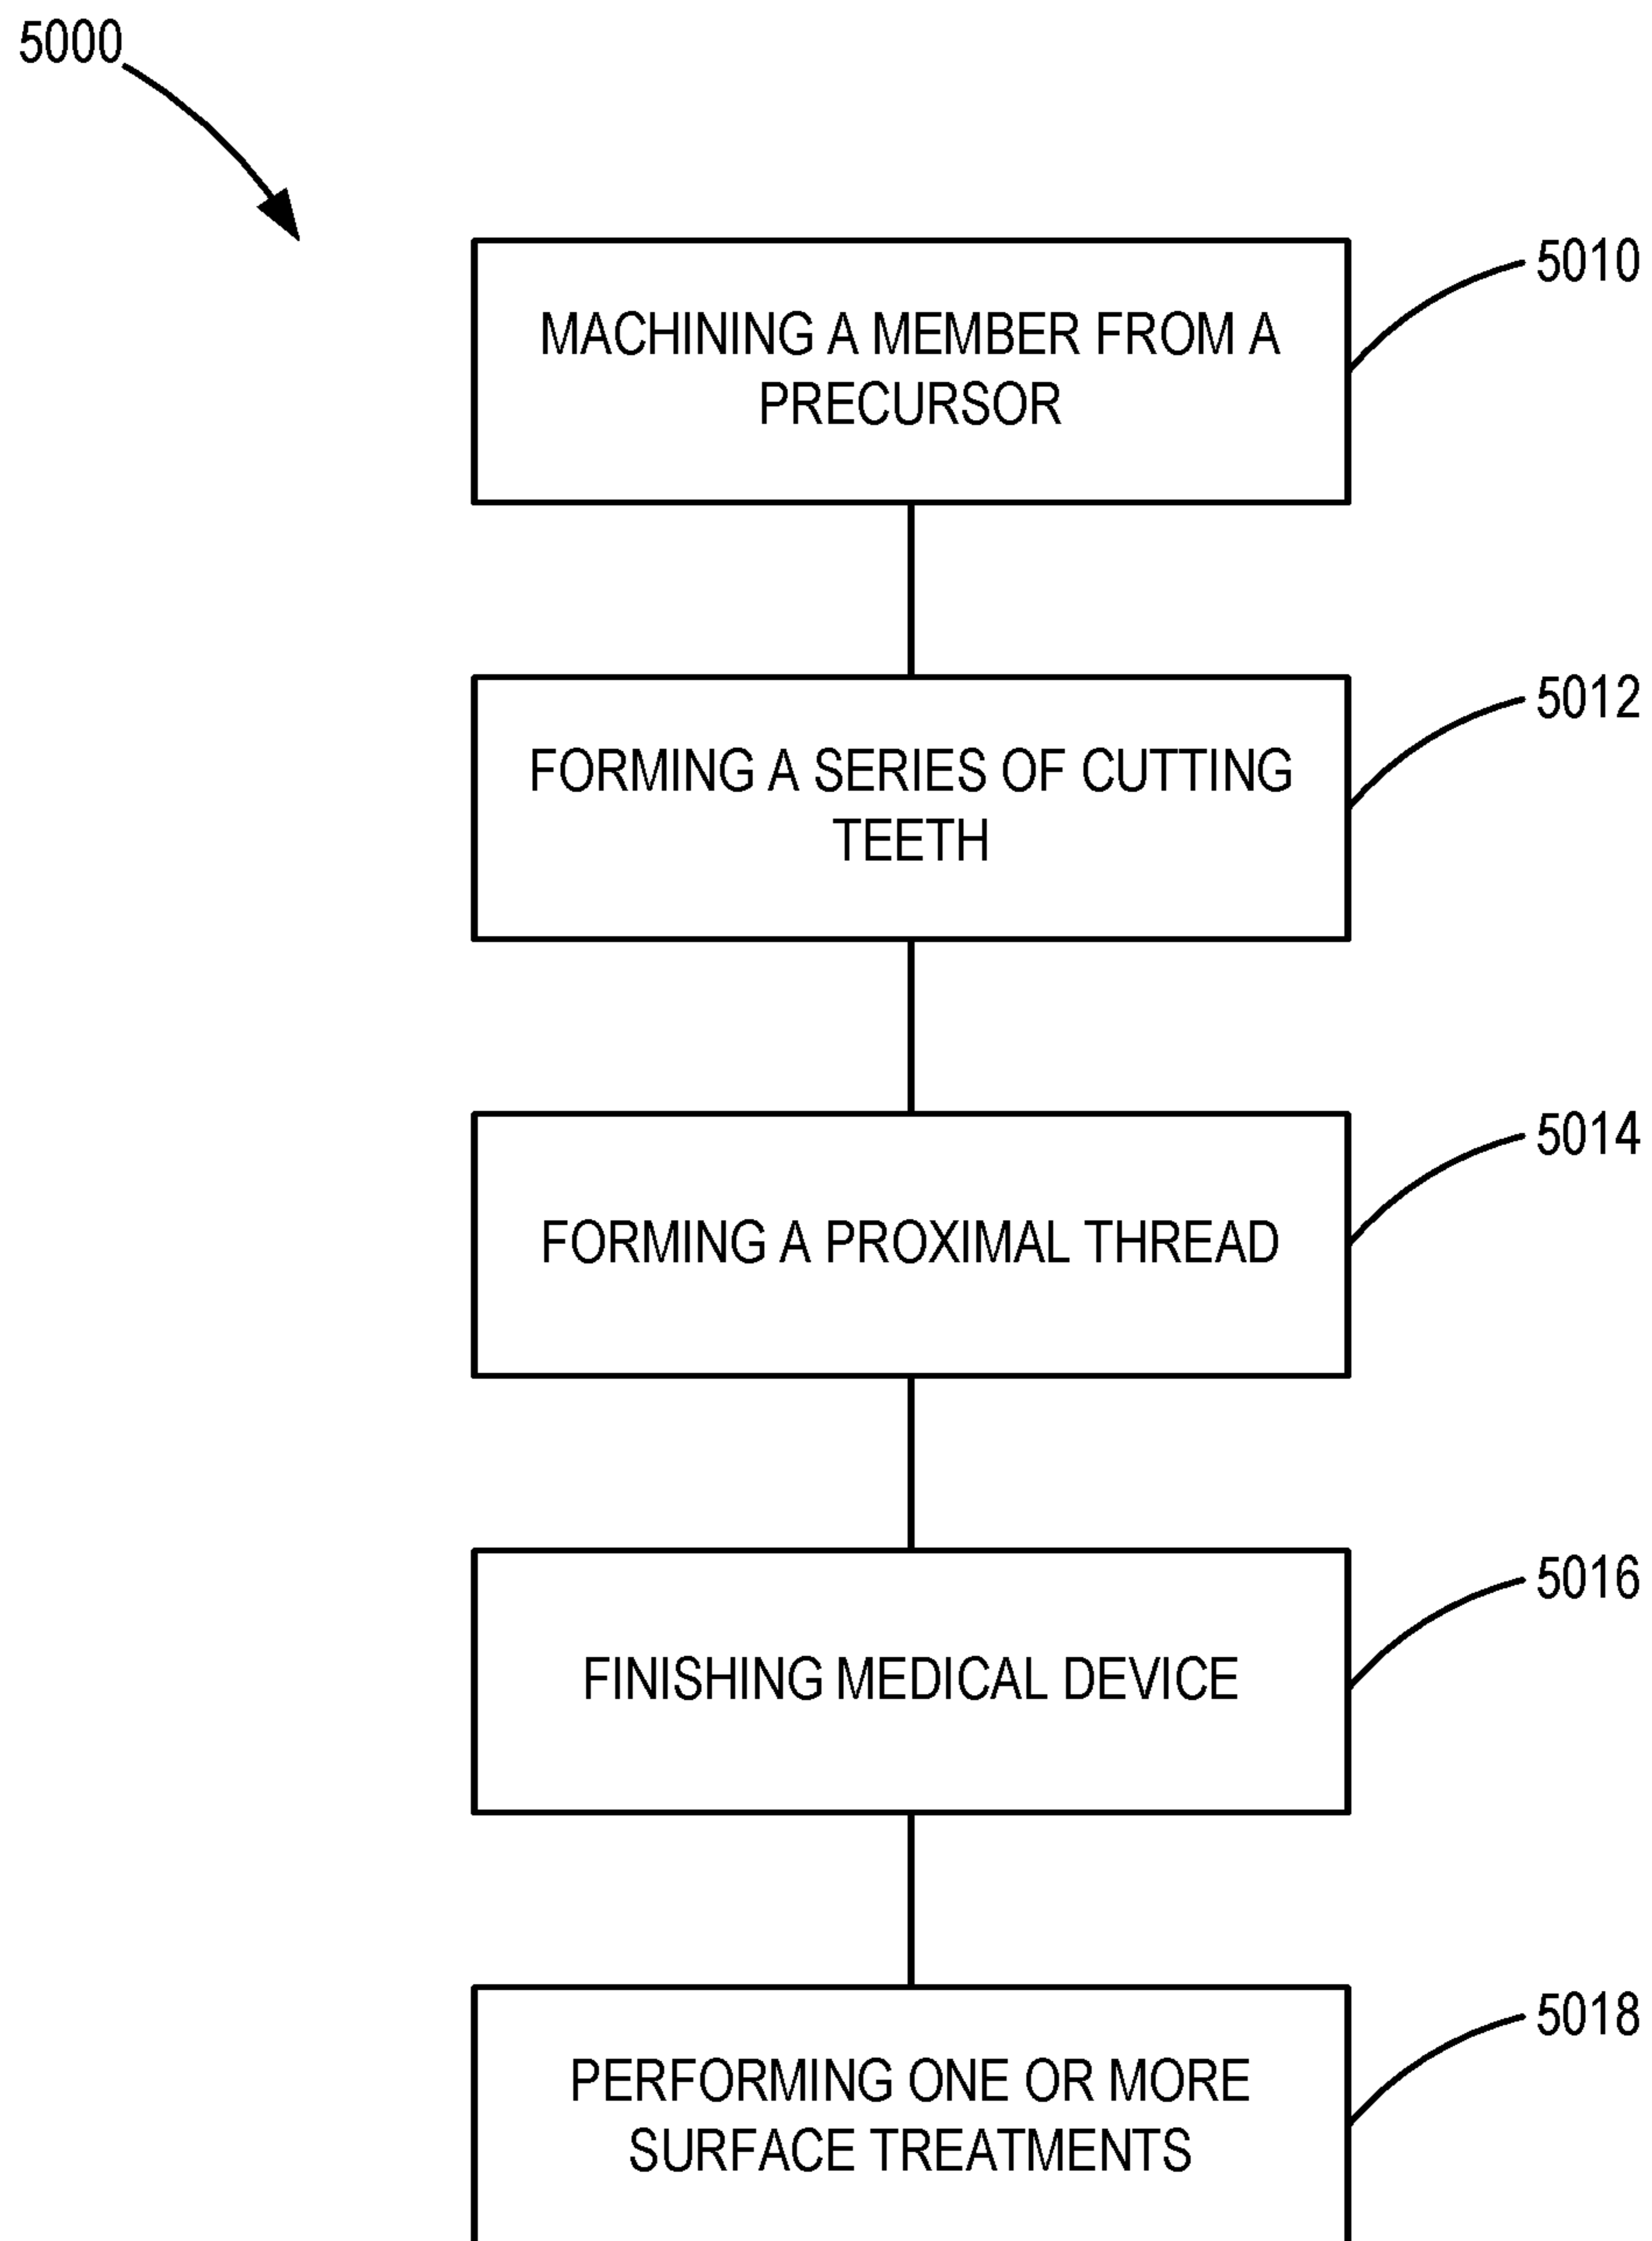 5000
MACHINING A MEMBER FROM A
PRECURSOR
5010
FORMING A SERIES OF CUTTING
TEETH
5012
FORMING A PROXIMAL THREAD
5014
FINISHING MEDICAL DEVICE
5016
PERFORMING ONE OR MORE
SURFACE TREATMENTS
5018